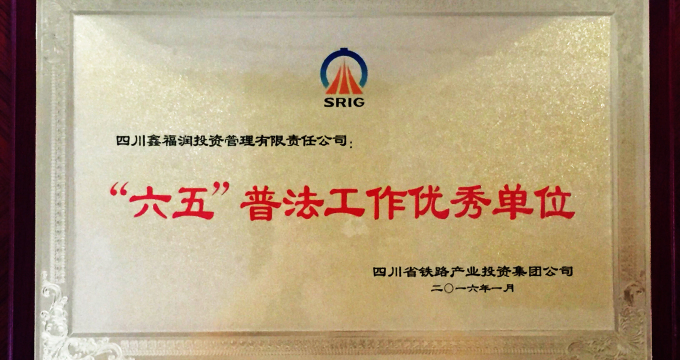 SRIG
四川鑫福润投资管理有限责任公司：
“六五”普法工作优秀单位
四川省铁路产业投资集团公司
二〇一六年一月